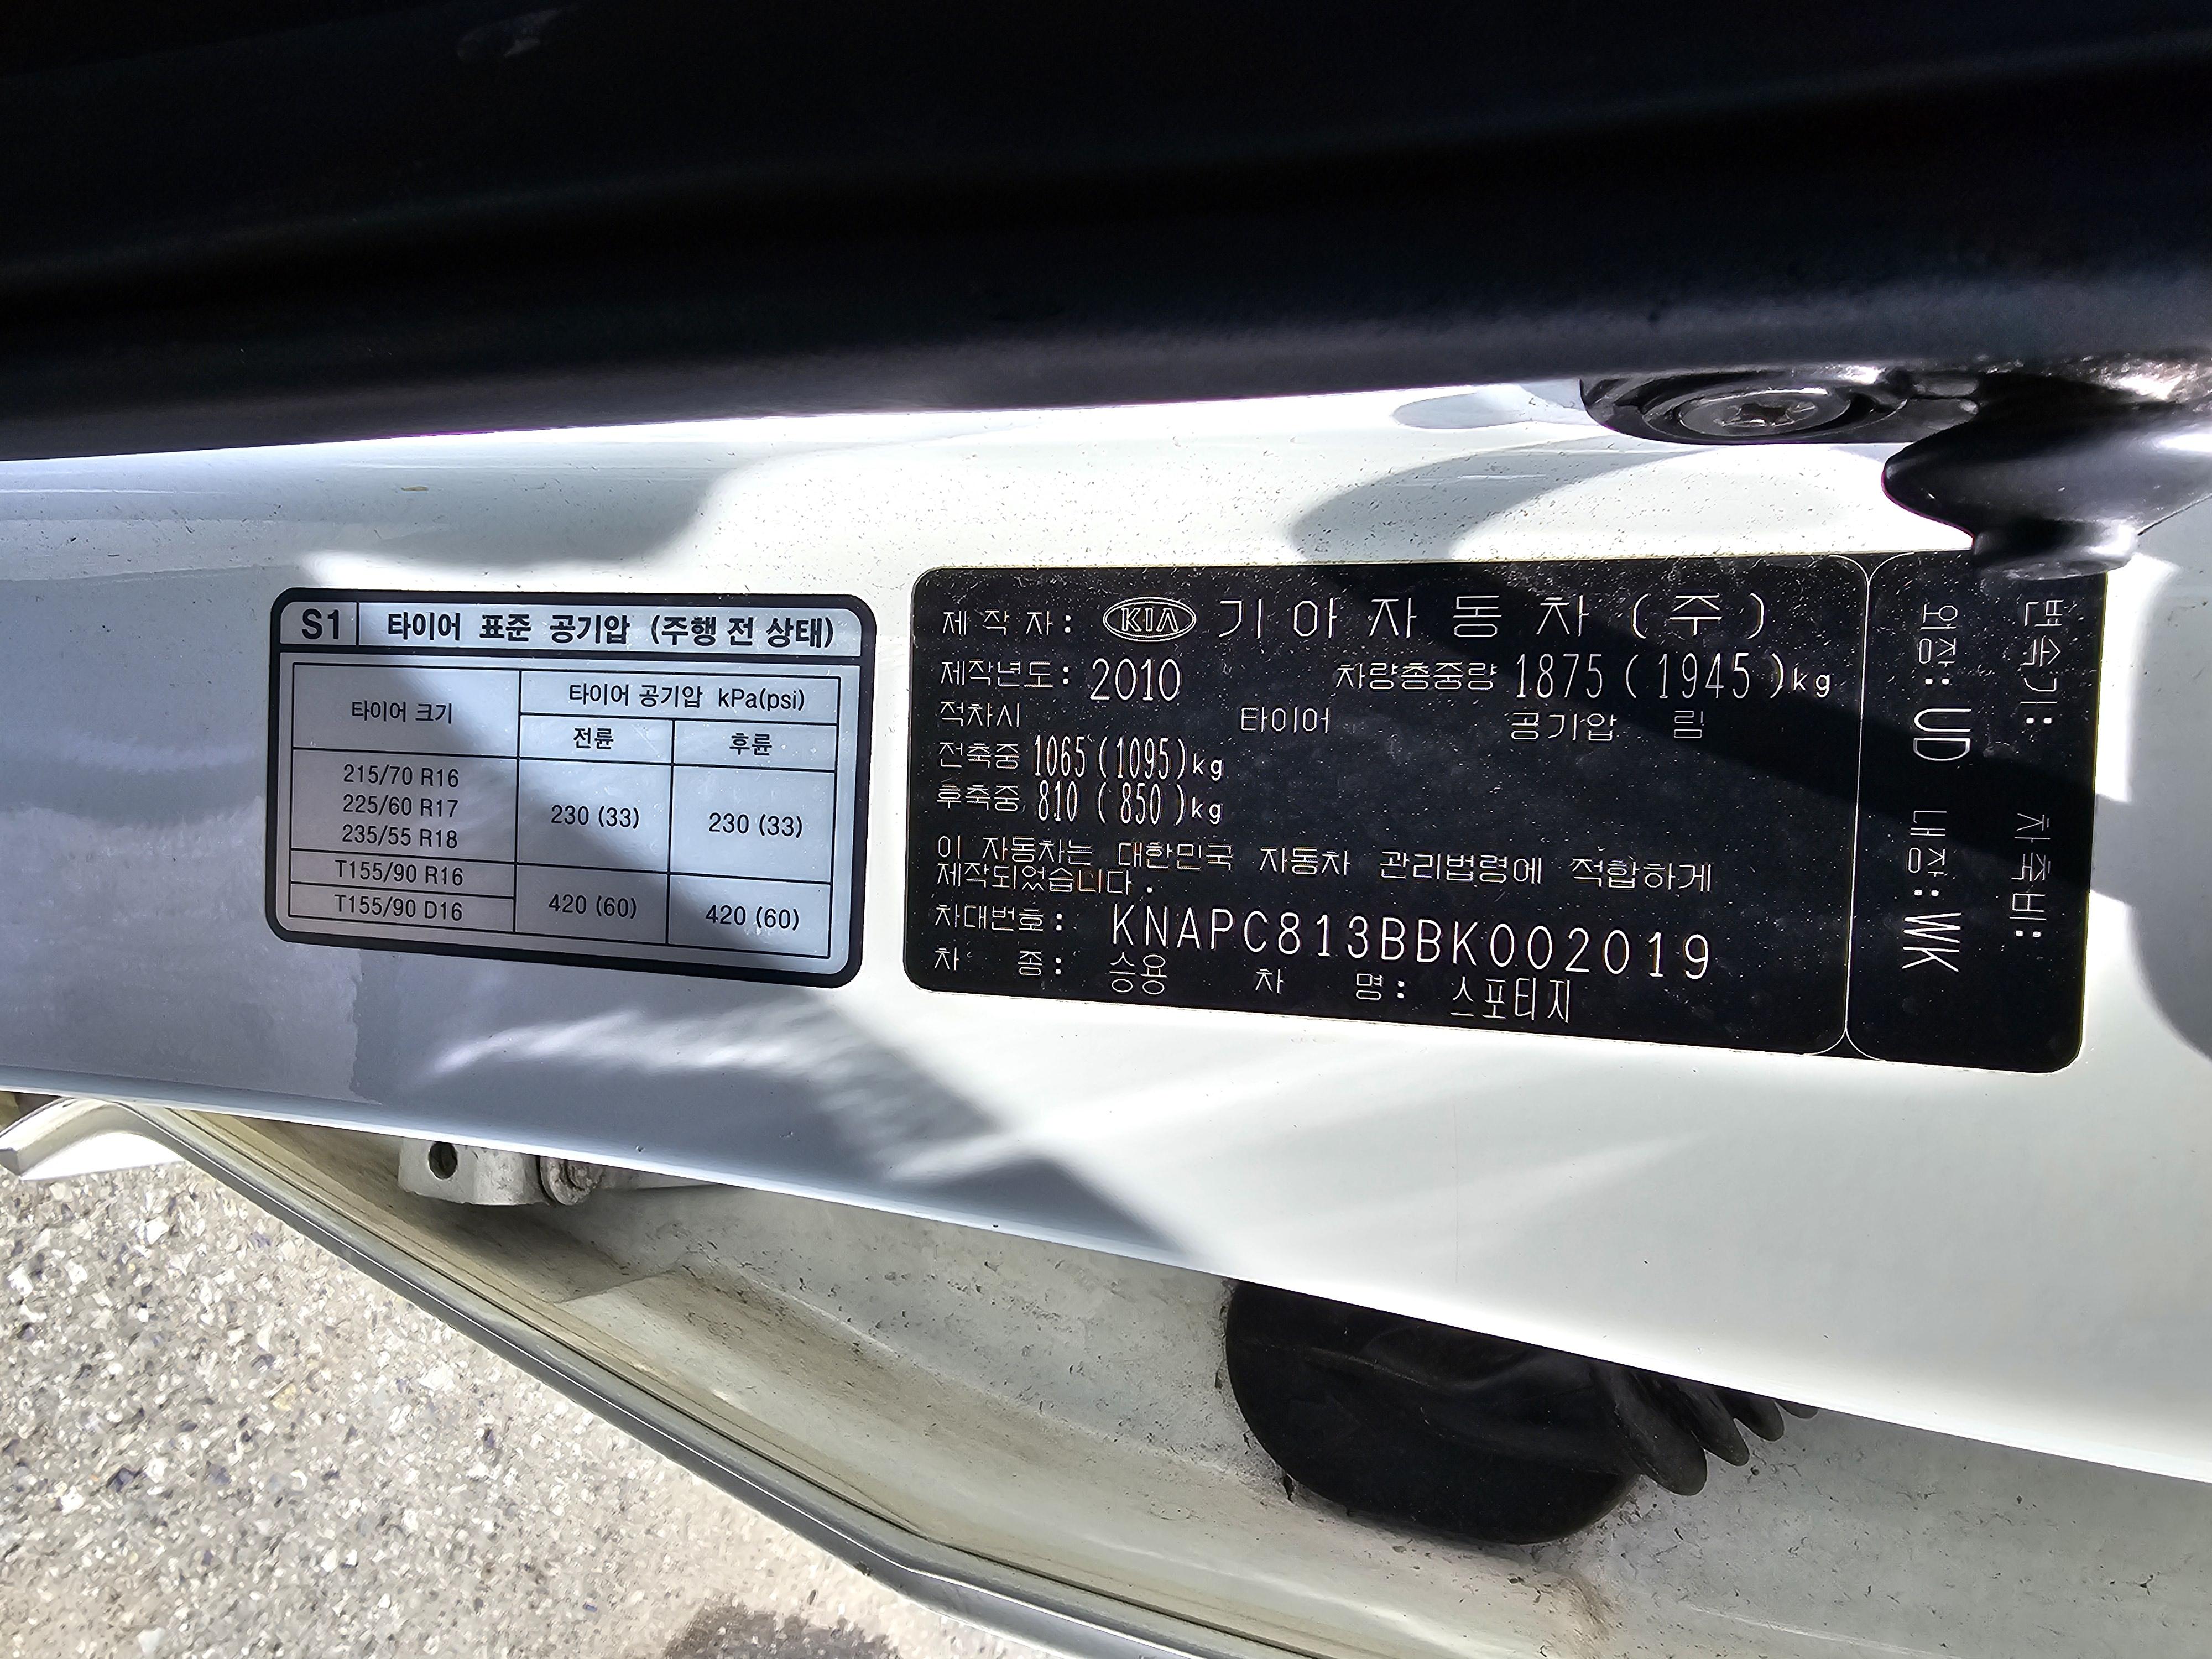 S1 타이어 표준 공기압 (주행 전 상태)
타이어 크기 타이어 공기압 kPa(psi)
전륜 후륜
215/70 R16
225/60 R17
235/55 R18
230 (33) 230 (33)
T155/90 R16
T155/90 D16
420 (60) 420 (60)
제 작 자: KIA 기 아 자 동 차 (주)
제작년도: 2010 차량총중량 1875 (1945)kg
적차시 타이어 공기압 림
전축중 1065 (1095)kg
후축중 810 (850)kg
이 자동차는 대한민국 자동차 관리법령에 적합하게
제작되었습니다.
차대번호: KNAPC813BBK002019
차 종: 승용 차 명: 스포티지
변속기: 차축비:
외장: UD 내장: WK